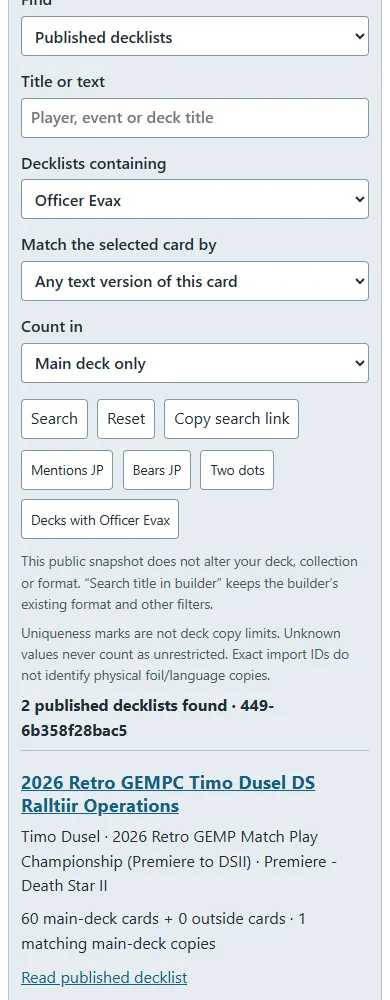 Find
Published decklists
Title or text
Player, event or deck title
Decklists containing
Officer Evax
Match the selected card by
Any text version of this card
Count in
Main deck only
Search Reset Copy search link
Mentions JP Bears JP Two dots
Decks with Officer Evax
This public snapshot does not alter your deck, collection
or format. “Search title in builder” keeps the builder’s
existing format and other filters.
Uniqueness marks are not deck copy limits. Unknown
values never count as unrestricted. Exact import IDs do
not identify physical foil/language copies.
2 published decklists found · 449-
6b358f28bac5
2026 Retro GEMPC Timo Dusel DS
Ralltiir Operations
Timo Dusel · 2026 Retro GEMP Match Play
Championship (Premiere to DSII) · Premiere -
Death Star II
60 main-deck cards + 0 outside cards · 1
matching main-deck copies
Read published decklist